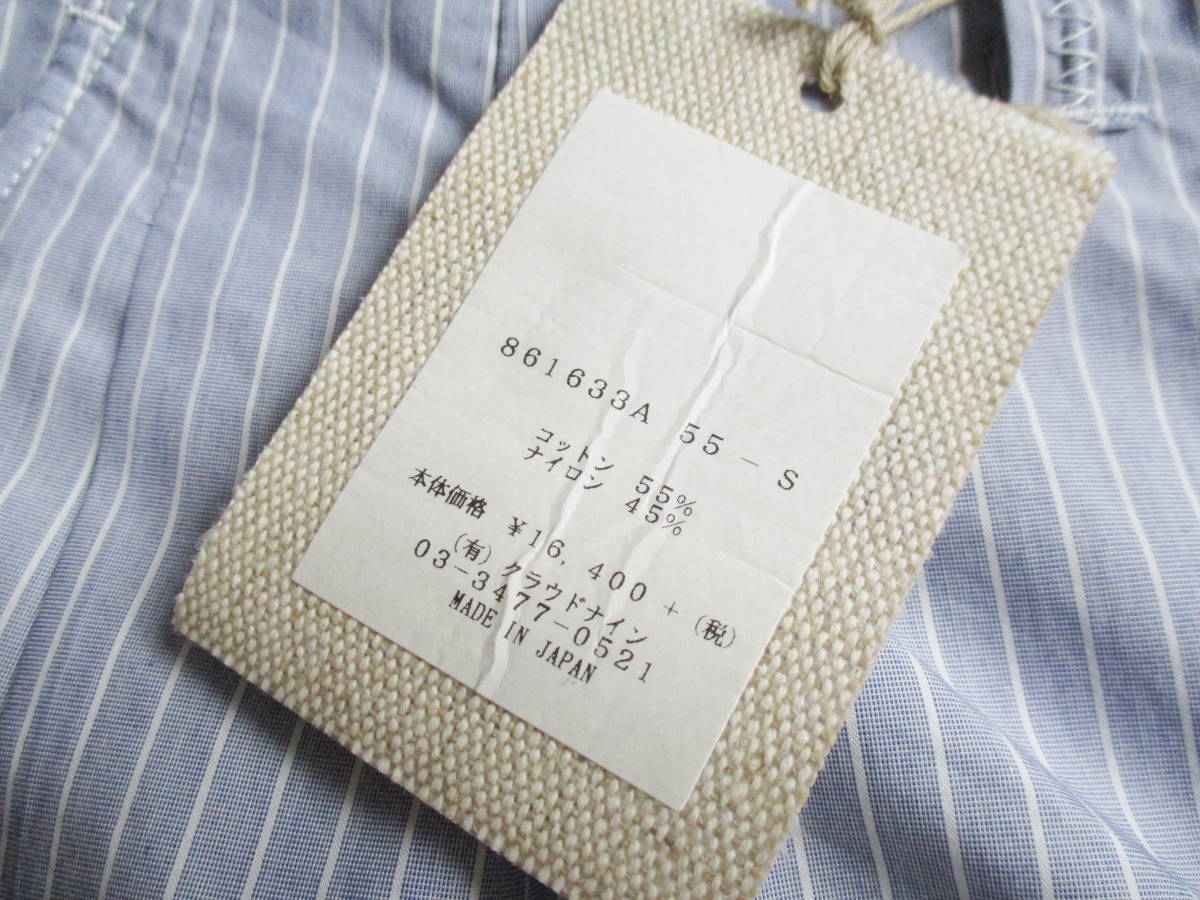 861633A 55－S
コットン 55%
ナイロン 45%
本体価格 ¥16,400 + (税)
(有)クラウドナイン
03－3477－0521
MADE IN JAPAN